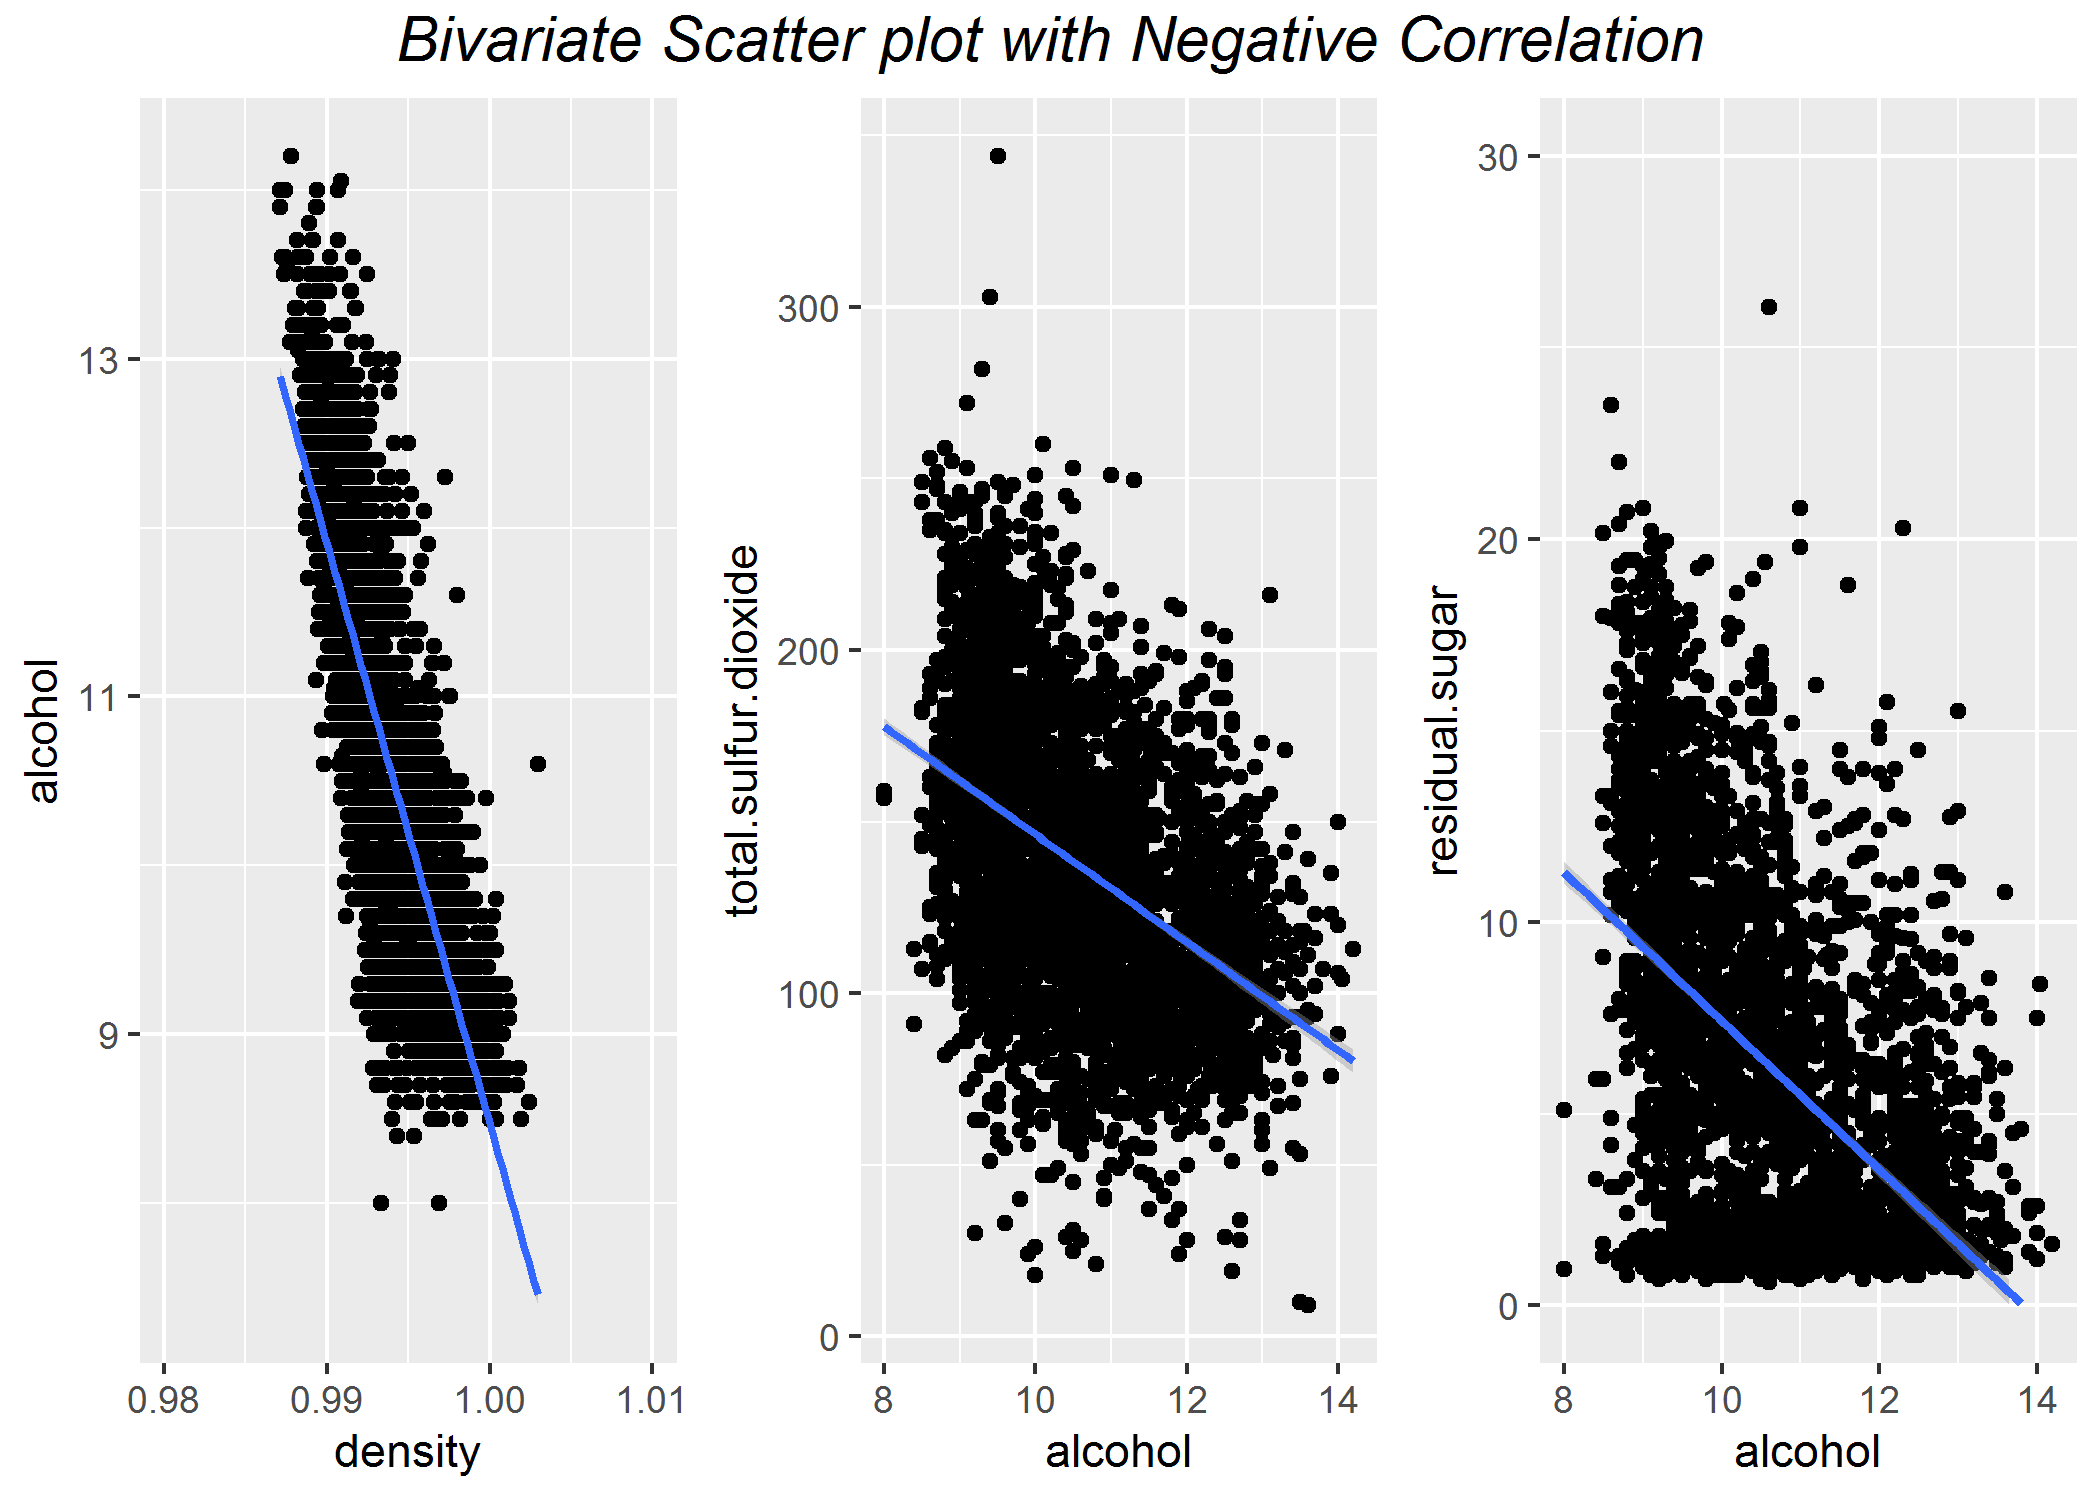 Bivariate Scatter plot with Negative Correlation
alcohol
13
11
9
0.98 0.99 1.00 1.01
density
total.sulfur.dioxide
300
200
100
0
8 10 12 14
alcohol
residual.sugar
30
20
10
0
8 10 12 14
alcohol